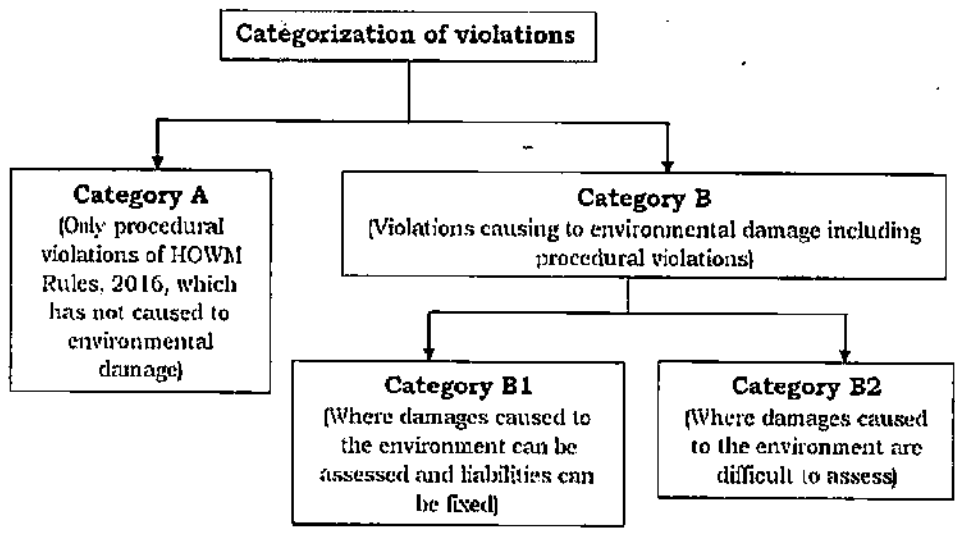 Categorization of violations
Category A
(Only procedural
violations of HOWM
Rules, 2016, which
has not caused to
environmental
damage)
Category B
(Violations causing to environmental damage including
procedural violations)
Category B1
(Where damages caused to
the environment can be
assessed and liabilities can
be fixed)
Category B2
(Where damages caused
to the environment are
difficult to assess)